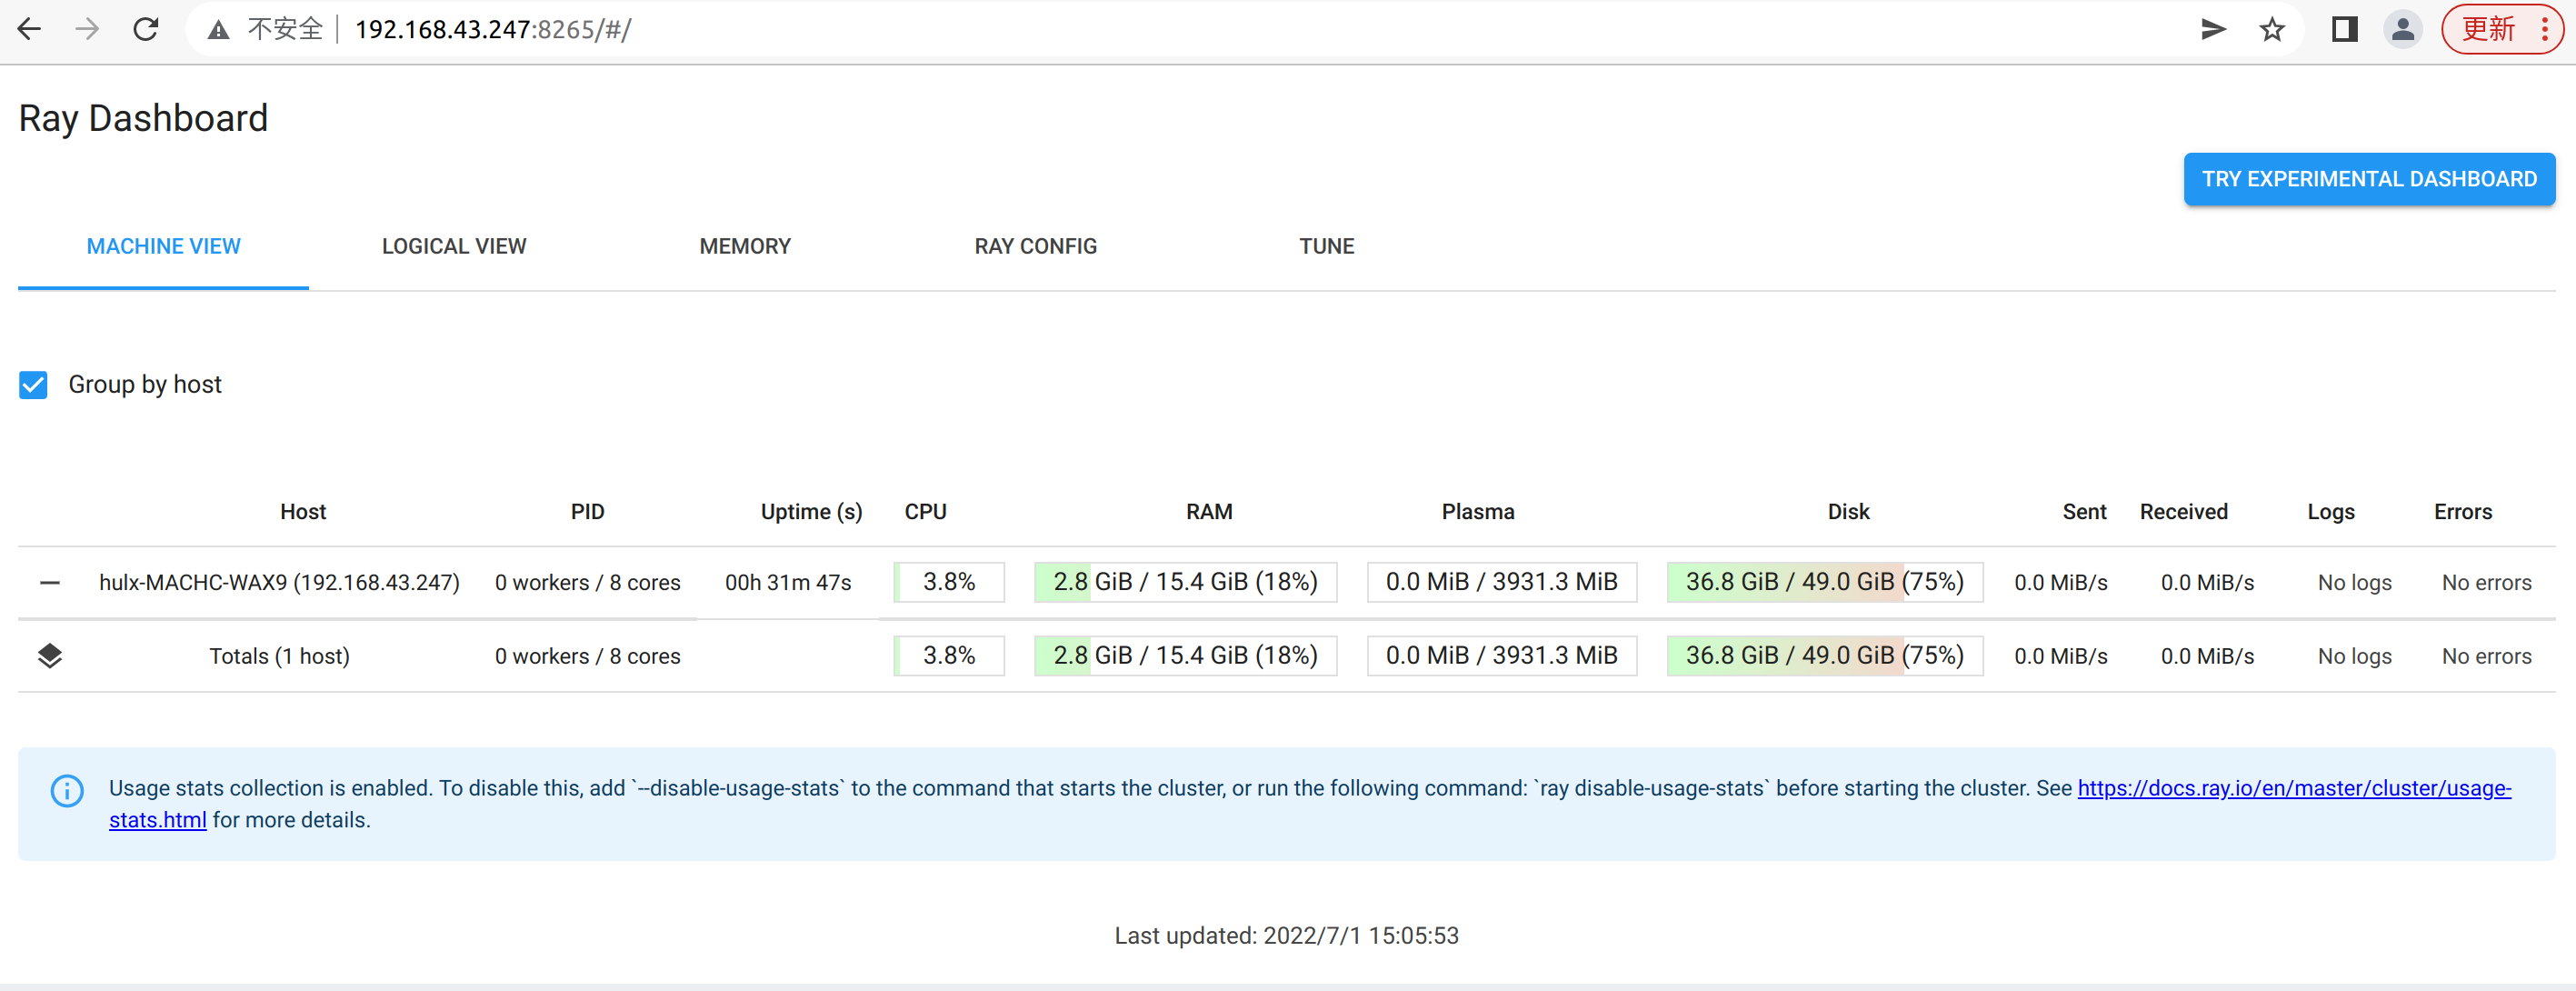 不安全 192.168.43.247:8265/#/ 更新
Ray Dashboard
TRY EXPERIMENTAL DASHBOARD
MACHINE VIEW LOGICAL VIEW MEMORY RAY CONFIG TUNE
Group by host
Host PID Uptime (s) CPU RAM Plasma Disk Sent Received Logs Errors
hulx-MACHC-WAX9 (192.168.43.247) 0 workers / 8 cores 00h 31m 47s 3.8% 2.8 GiB / 15.4 GiB (18%) 0.0 MiB / 3931.3 MiB 36.8 GiB / 49.0 GiB (75%) 0.0 MiB/s 0.0 MiB/s No logs No errors
Totals (1 host) 0 workers / 8 cores 3.8% 2.8 GiB / 15.4 GiB (18%) 0.0 MiB / 3931.3 MiB 36.8 GiB / 49.0 GiB (75%) 0.0 MiB/s 0.0 MiB/s No logs No errors
Usage stats collection is enabled. To disable this, add `--disable-usage-stats` to the command that starts the cluster, or run the following command: `ray disable-usage-stats` before starting the cluster. See https://docs.ray.io/en/master/cluster/usage-
stats.html for more details.
Last updated: 2022/7/1 15:05:53